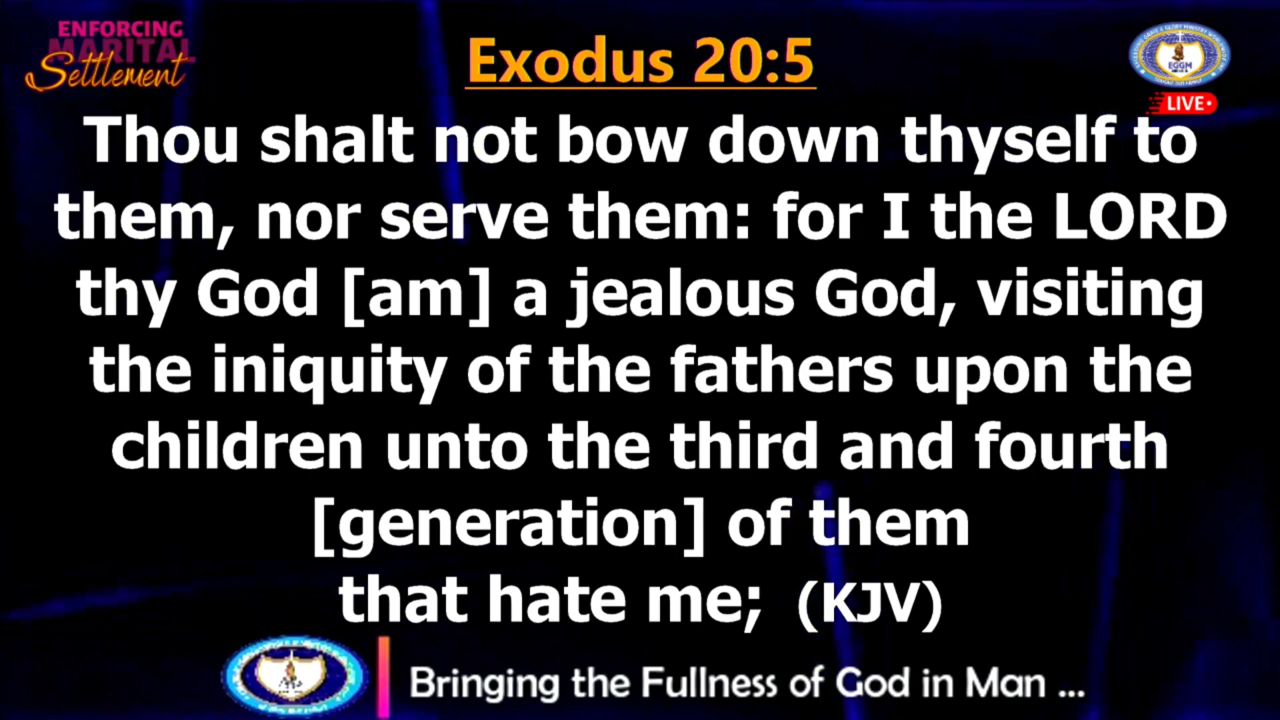 ENFORCING
MARITAL
Settlement
Exodus 20:5
EGGM
LIVE
Thou shalt not bow down thyself to
them, nor serve them: for I the LORD
thy God [am] a jealous God, visiting
the iniquity of the fathers upon the
children unto the third and fourth
[generation] of them
that hate me; (KJV)
Bringing the Fullness of God in Man ...